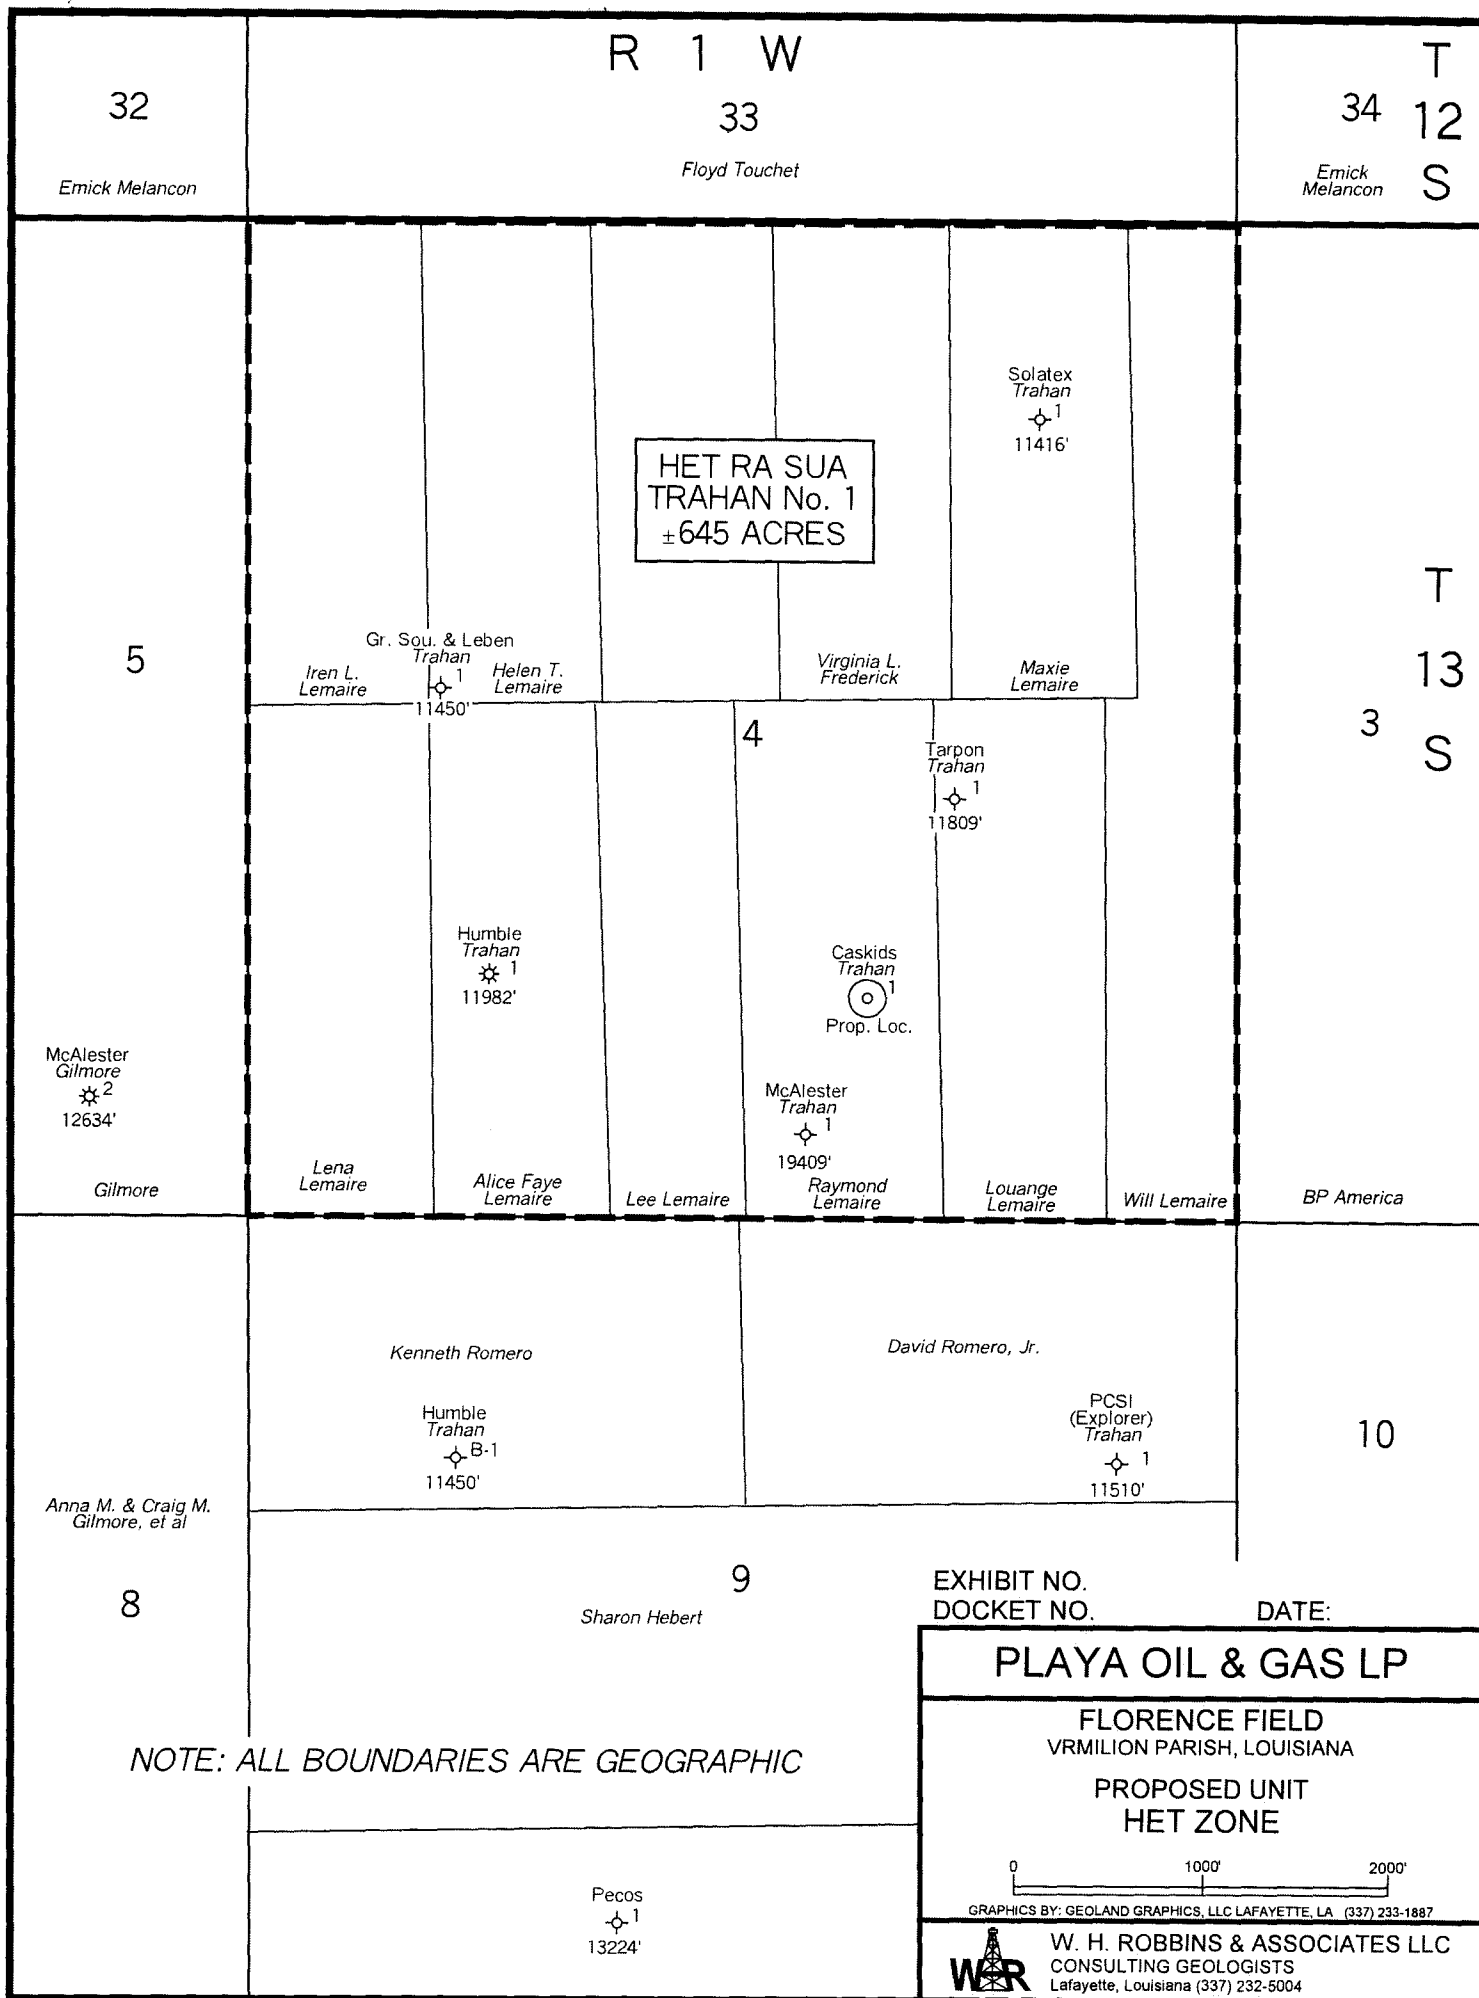 R 1 W
T
12
S
32
33
34
Emick Melancon
Floyd Touchet
Emick
Melancon
Solatex
Trahan
1
11416'
HET RA SUA
TRAHAN No. 1
±645 ACRES
T
13
S
5
Gr. Sou. & Leben
Trahan
1
11450'
Iren L.
Lemaire
Helen T.
Lemaire
Virginia L.
Frederick
Maxie
Lemaire
4
3
Tarpon
Trahan
1
11809'
Humble
Trahan
1
11982'
Caskids
Trahan
1
Prop. Loc.
McAlester
Gilmore
2
12634'
McAlester
Trahan
1
19409'
Gilmore
Lena
Lemaire
Alice Faye
Lemaire
Lee Lemaire
Raymond
Lemaire
Louange
Lemaire
Will Lemaire
BP America
Kenneth Romero
David Romero, Jr.
Humble
Trahan
B-1
11450'
PCSI
(Explorer)
Trahan
1
11510'
10
Anna M. & Craig M.
Gilmore, et al
8
9
Sharon Hebert
NOTE: ALL BOUNDARIES ARE GEOGRAPHIC
Pecos
1
13224'
EXHIBIT NO.
DOCKET NO. DATE:
PLAYA OIL & GAS LP
FLORENCE FIELD
VRMILION PARISH, LOUISIANA
PROPOSED UNIT
HET ZONE
0 1000' 2000'
GRAPHICS BY: GEOLAND GRAPHICS, LLC LAFAYETTE, LA (337) 233-1887
WHR
W. H. ROBBINS & ASSOCIATES LLC
CONSULTING GEOLOGISTS
Lafayette, Louisiana (337) 232-5004